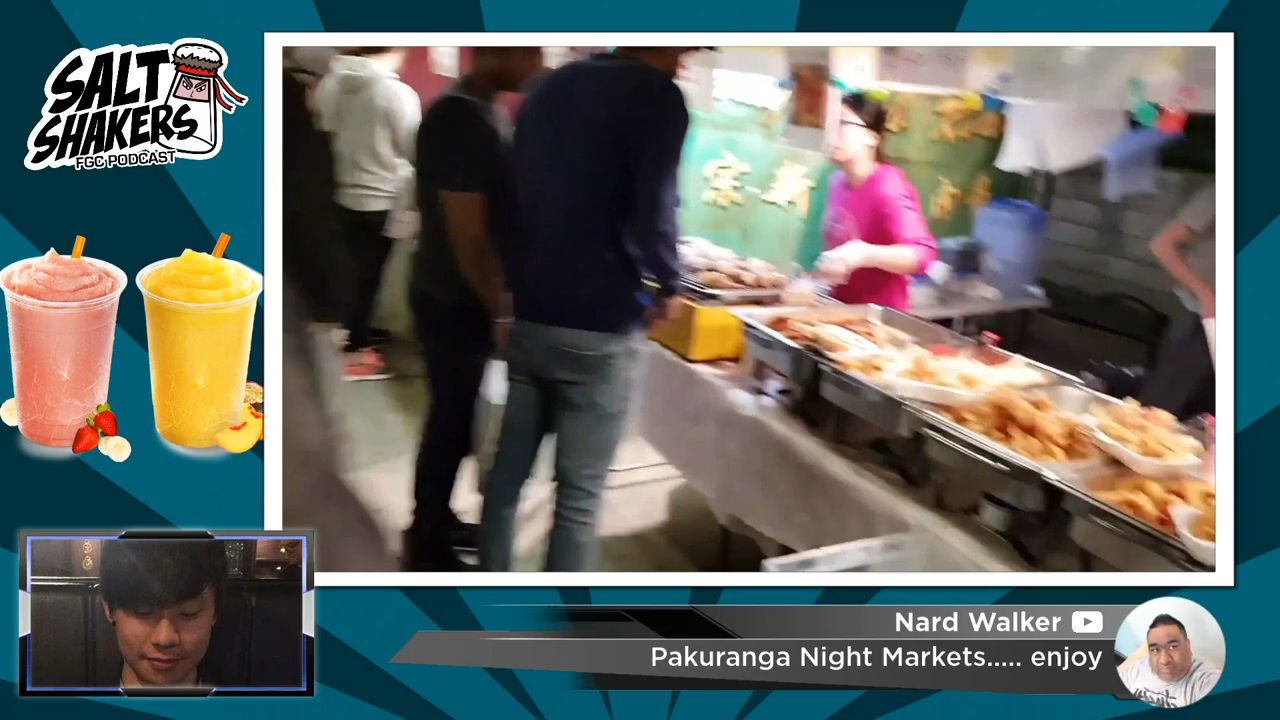 SALT
SHAKERS
FGC PODCAST
Nard Walker
Pakuranga Night Markets..... enjoy